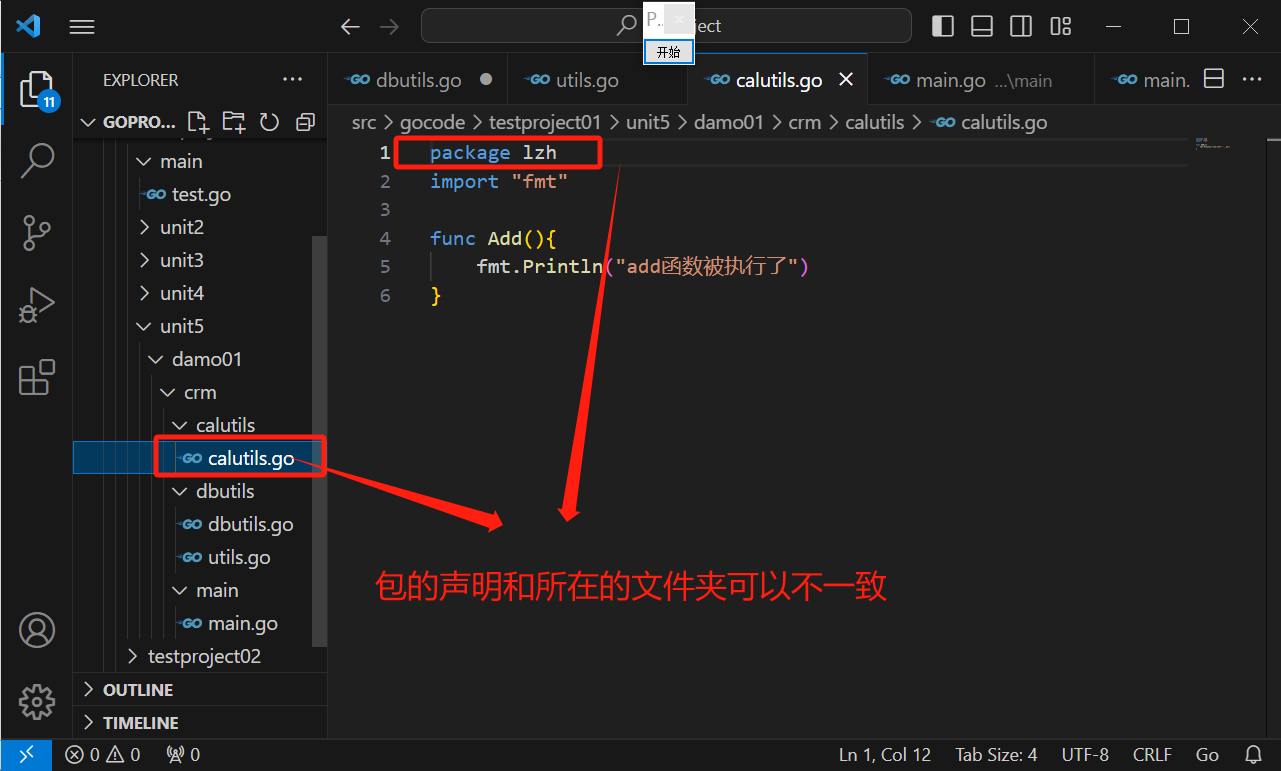 P..
ject
开始
EXPLORER
dbutils.go
utils.go
calutils.go
main.go ...\main
main.
11
GOPRO...
src > gocode > testproject01 > unit5 > damo01 > crm > calutils > calutils.go
1 package lzh
2 import "fmt"
3
4 func Add(){
5 fmt.Println("add函数被执行了")
6 }
main
test.go
unit2
unit3
unit4
unit5
damo01
crm
calutils
calutils.go
dbutils
dbutils.go
utils.go
main
main.go
testproject02
包的声明和所在的文件夹可以不一致
OUTLINE
TIMELINE
0 0 0
Ln 1, Col 12 Tab Size: 4 UTF-8 CRLF Go